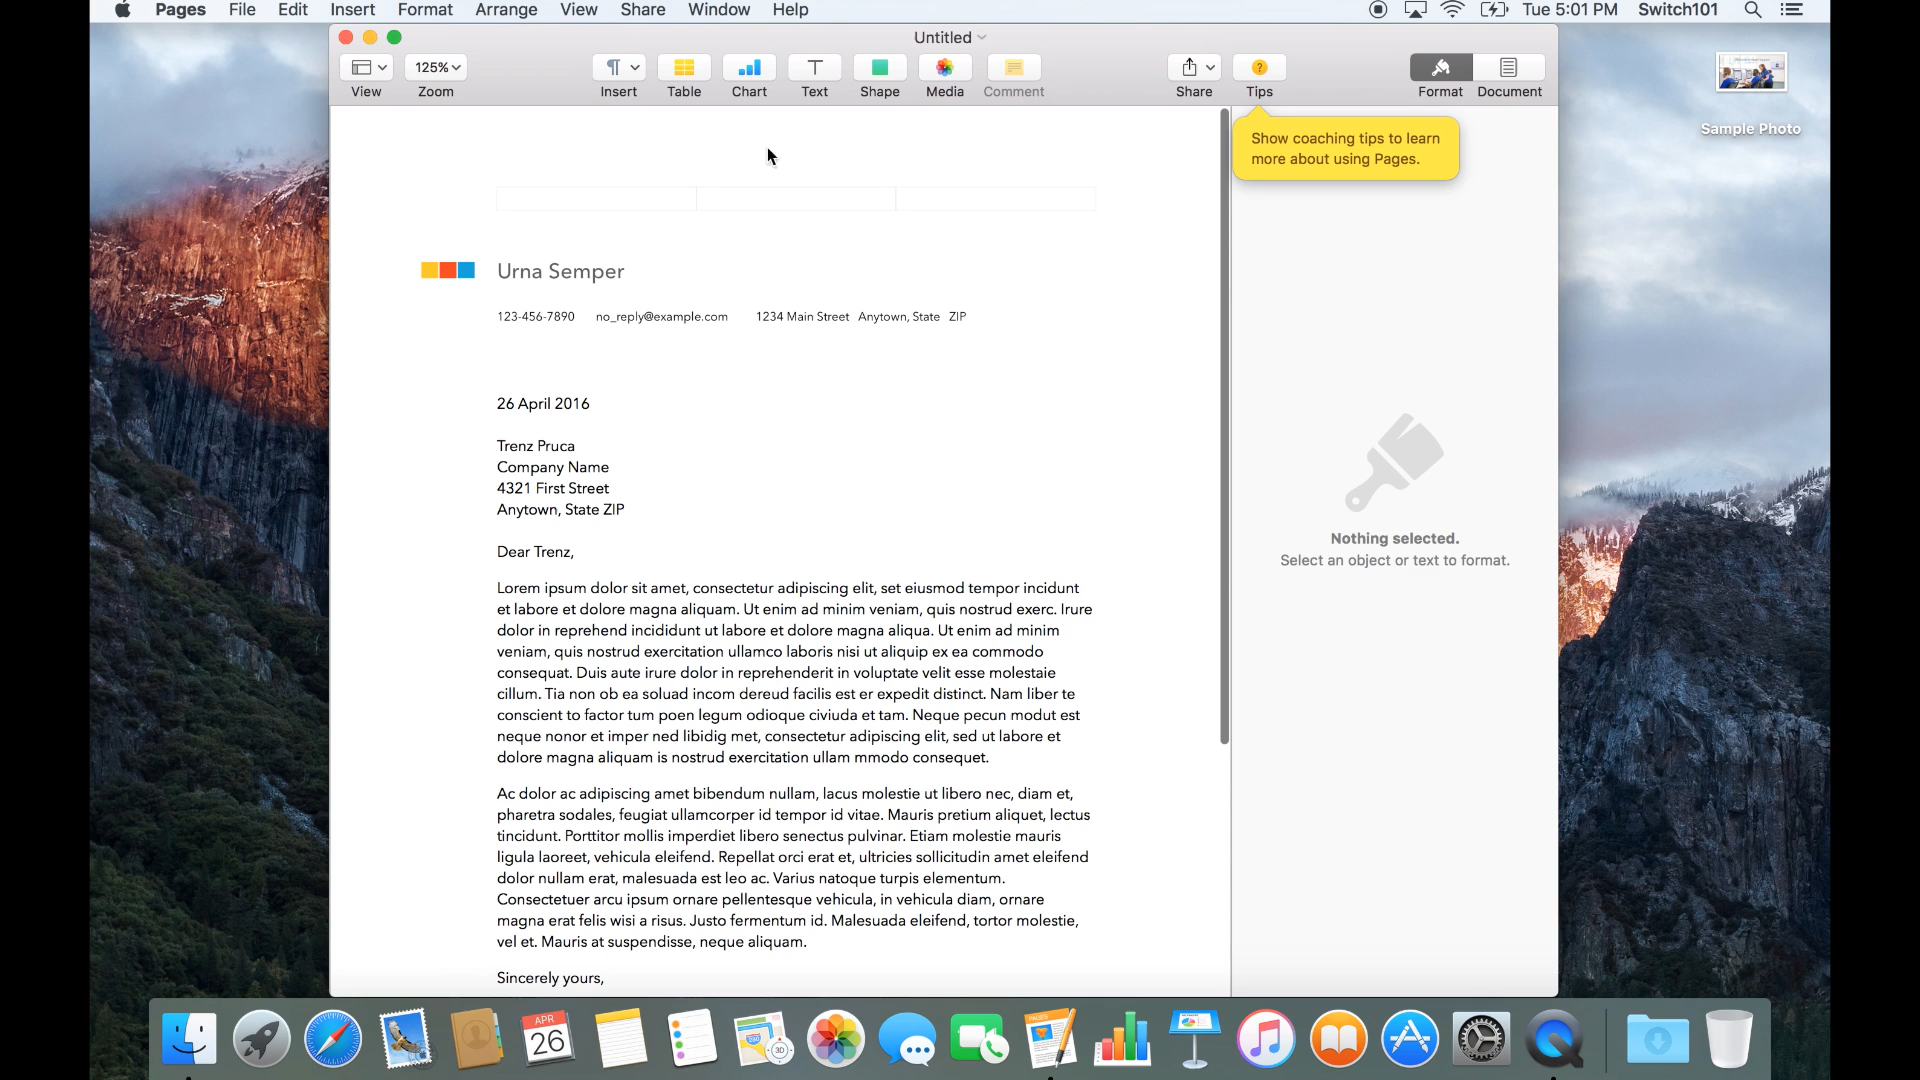 Pages File Edit Insert Format Arrange View Share Window Help Tue 5:01 PM Switch101
Untitled
125%
View Zoom Insert Table Chart Text Shape Media Comment Share Tips Format Document
Show coaching tips to learn
more about using Pages.
Sample Photo
Urna Semper
123-456-7890 no_reply@example.com 1234 Main Street Anytown, State ZIP
26 April 2016
Trenz Pruca
Company Name
4321 First Street
Anytown, State ZIP
Dear Trenz,
Lorem ipsum dolor sit amet, consectetur adipiscing elit, set eiusmod tempor incidunt
et labore et dolore magna aliquam. Ut enim ad minim veniam, quis nostrud exerc. Irure
dolor in reprehend incididunt ut labore et dolore magna aliqua. Ut enim ad minim
veniam, quis nostrud exercitation ullamco laboris nisi ut aliquip ex ea commodo
consequat. Duis aute irure dolor in reprehenderit in voluptate velit esse molestaie
cillum. Tia non ob ea soluad incom dereud facilis est er expedit distinct. Nam liber te
conscient to factor tum poen legum odioque civiuda et tam. Neque pecun modut est
neque nonor et imper ned libidig met, consectetur adipiscing elit, sed ut labore et
dolore magna aliquam is nostrud exercitation ullam mmodo consequet.
Ac dolor ac adipiscing amet bibendum nullam, lacus molestie ut libero nec, diam et,
pharetra sodales, feugiat ullamcorper id tempor id vitae. Mauris pretium aliquet, lectus
tincidunt. Porttitor mollis imperdiet libero senectus pulvinar. Etiam molestie mauris
ligula laoreet, vehicula eleifend. Repellat orci erat et, ultricies sollicitudin amet eleifend
dolor nullam erat, malesuada est leo ac. Varius natoque turpis elementum.
Consectetuer arcu ipsum ornare pellentesque vehicula, in vehicula diam, ornare
magna erat felis wisi a risus. Justo fermentum id. Malesuada eleifend, tortor molestie,
vel et. Mauris at suspendisse, neque aliquam.
Sincerely yours,
Nothing selected.
Select an object or text to format.
APR
26
3D
PAGES